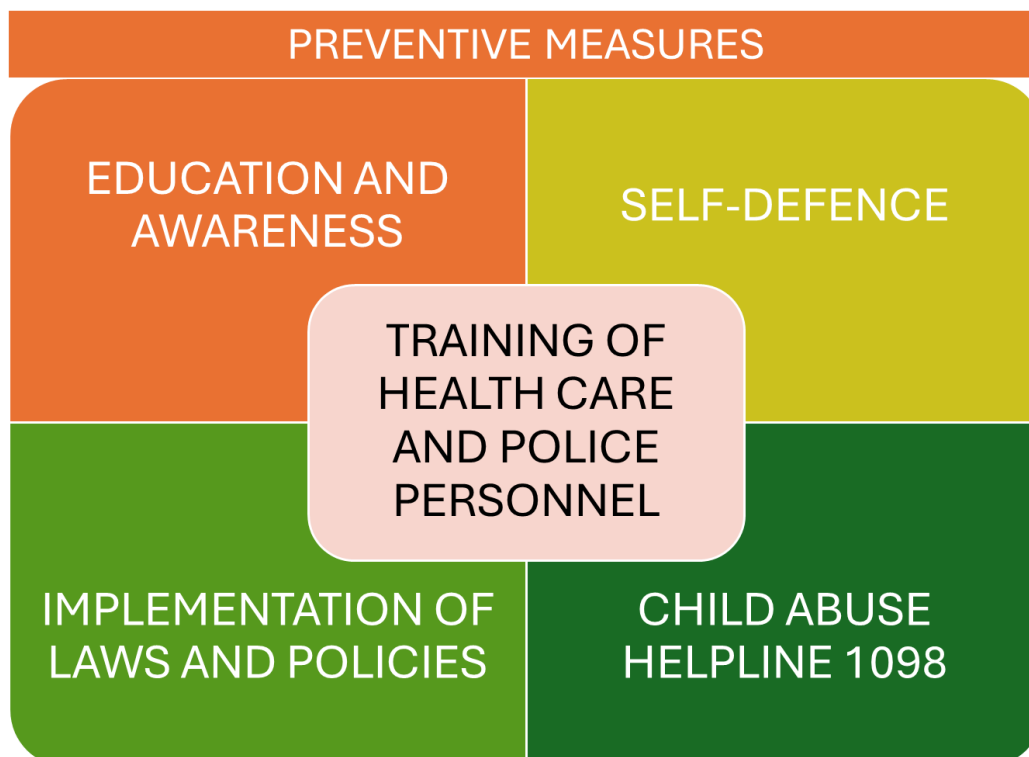 PREVENTIVE MEASURES
EDUCATION AND
AWARENESS
SELF-DEFENCE
TRAINING OF
HEALTH CARE
AND POLICE
PERSONNEL
IMPLEMENTATION OF
LAWS AND POLICIES
CHILD ABUSE
HELPLINE 1098